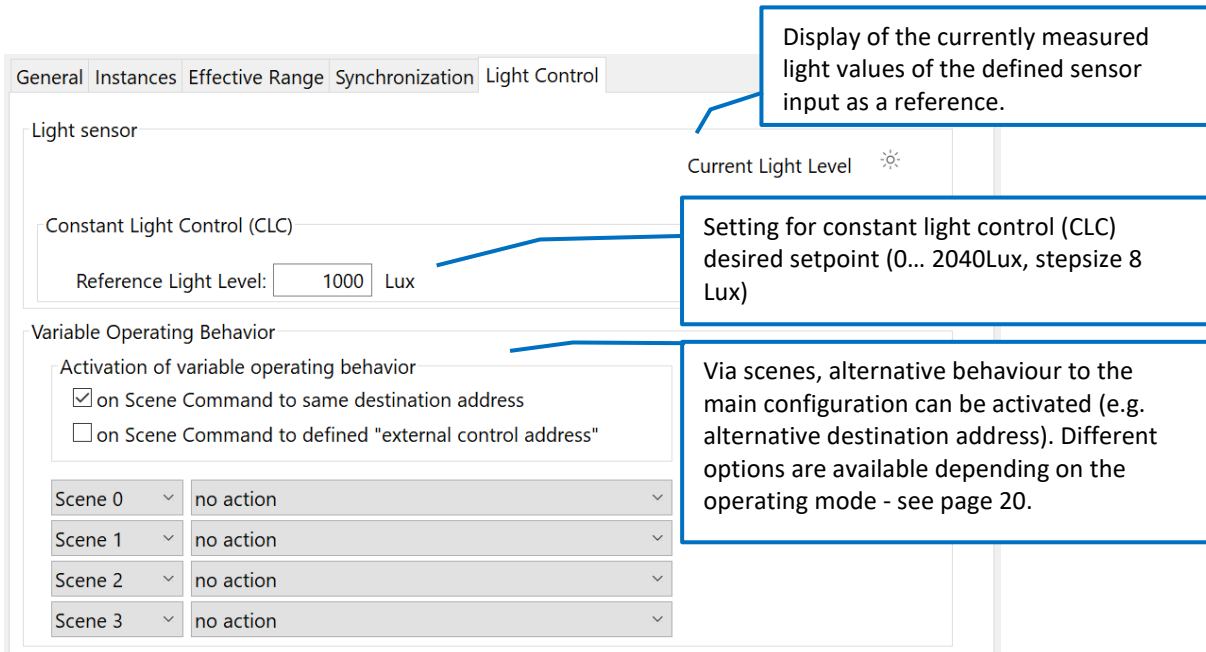 Display of the currently measured
light values of the defined sensor
input as a reference.
General Instances Effective Range Synchronization Light Control
Light sensor
Current Light Level
Constant Light Control (CLC)
Reference Light Level: 1000 Lux
Setting for constant light control (CLC)
desired setpoint (0... 2040Lux, stepsize 8
Lux)
Variable Operating Behavior
Activation of variable operating behavior
on Scene Command to same destination address
on Scene Command to defined "external control address"
Via scenes, alternative behaviour to the
main configuration can be activated (e.g.
alternative destination address). Different
options are available depending on the
operating mode - see page 20.
Scene 0 no action
Scene 1 no action
Scene 2 no action
Scene 3 no action